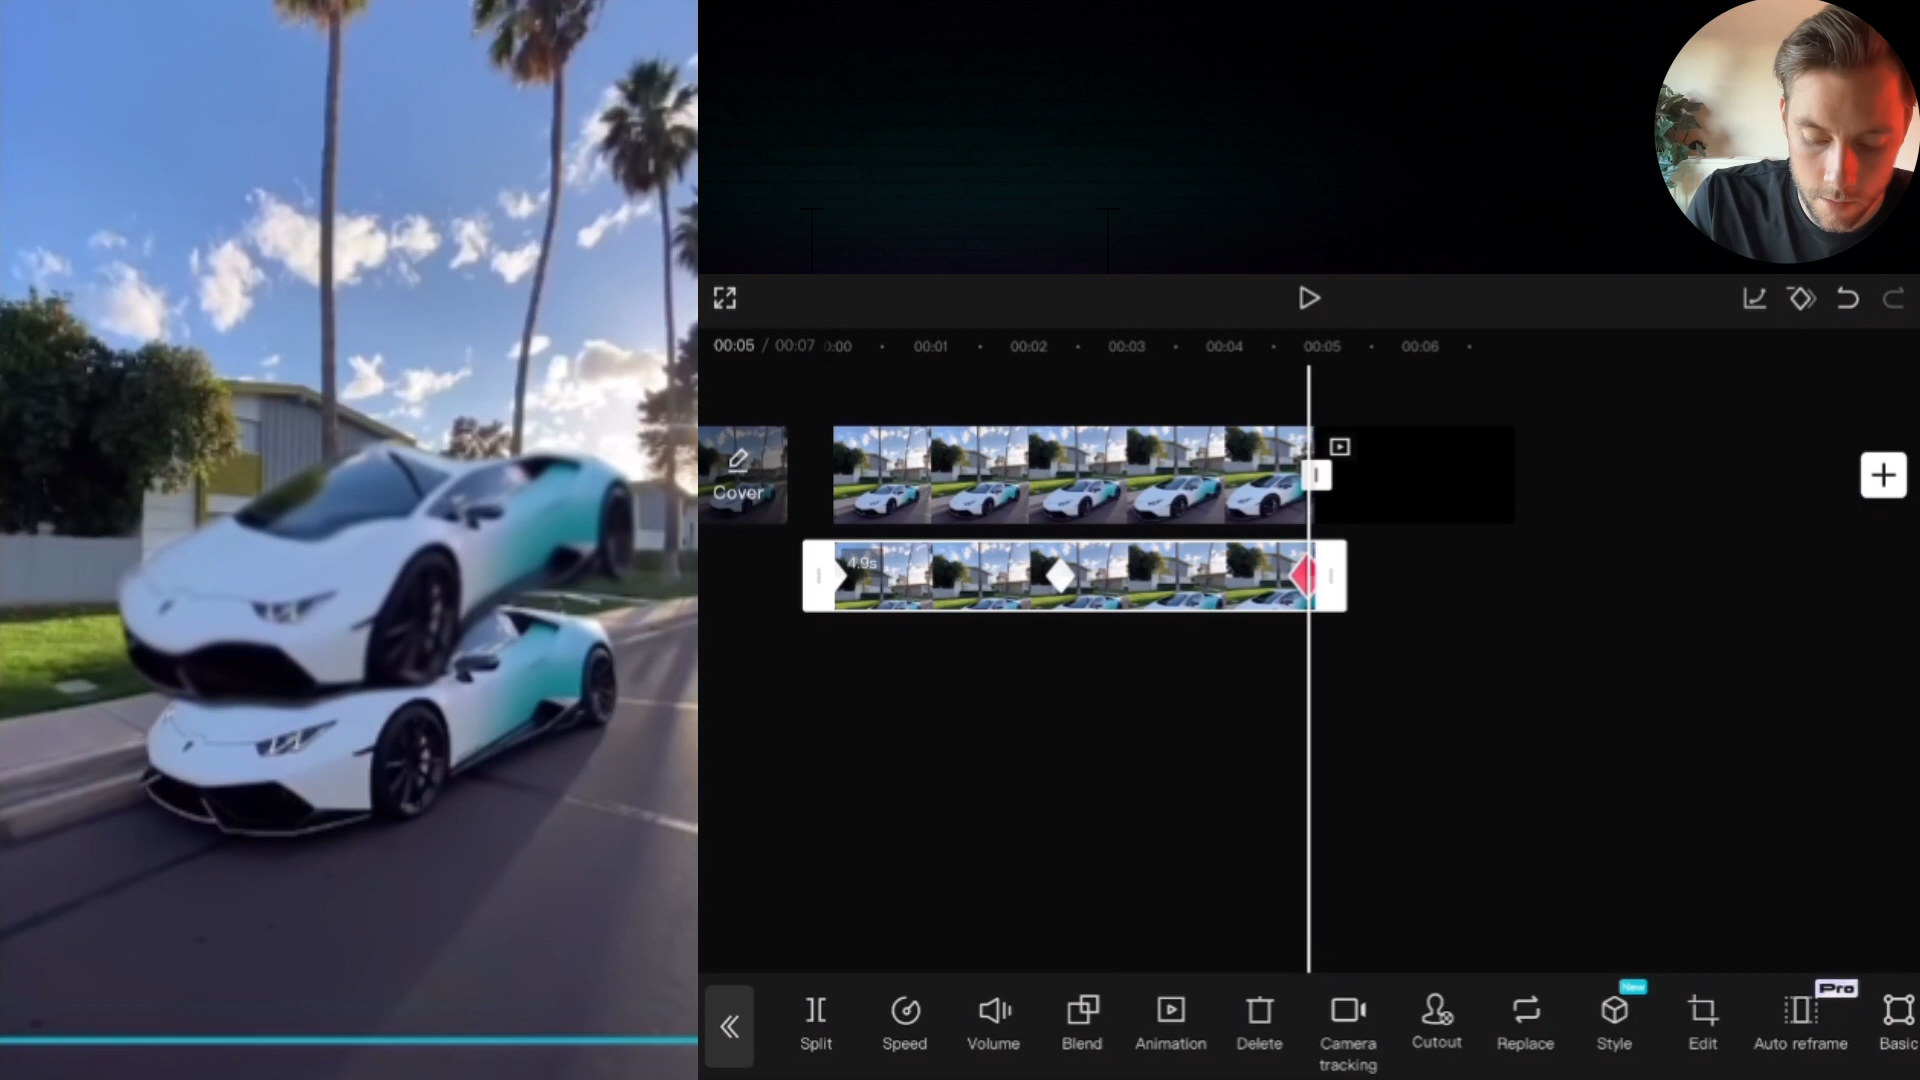 00:05 / 00:07 0:00 00:01 00:02 00:03 00:04 00:05 00:06
Cover
4.9s
New
Pro
Split Speed Volume Blend Animation Delete Camera tracking Cutout Replace Style Edit Auto reframe Basic